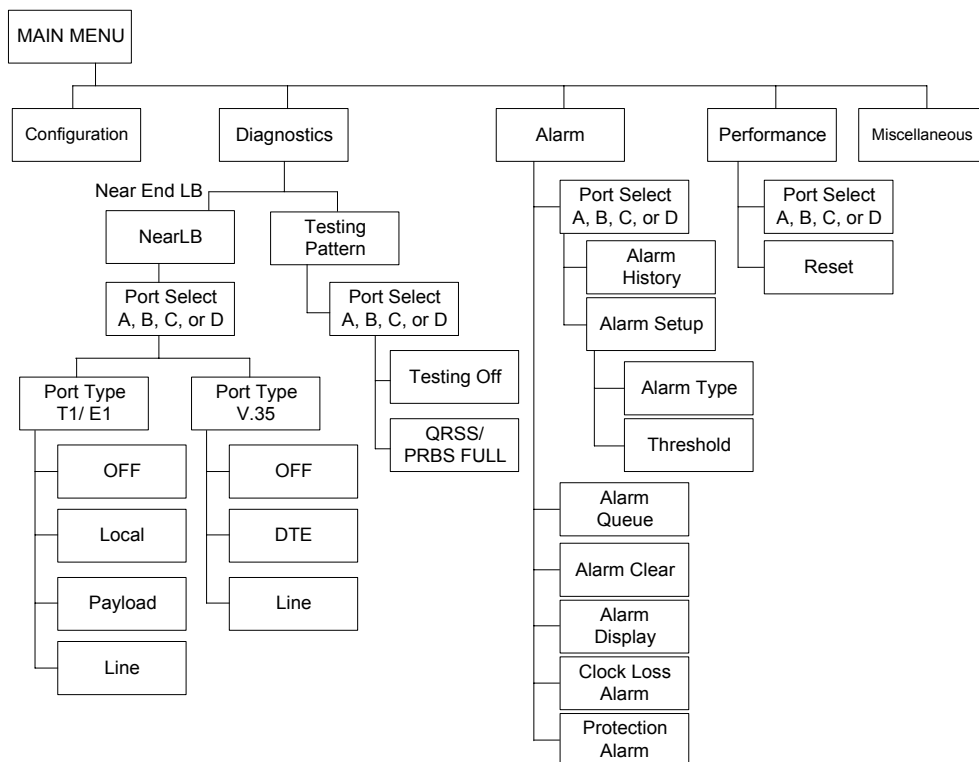 MAIN MENU
Configuration
Diagnostics
Alarm
Performance
Miscellaneous
Near End LB
NearLB
Port Select
A, B, C, or D
Port Type
T1/ E1
OFF
Local
Payload
Line
Port Type
V.35
OFF
DTE
Line
Testing
Pattern
Port Select
A, B, C, or D
Testing Off
QRSS/
PRBS FULL
Port Select
A, B, C, or D
Alarm
History
Alarm Setup
Alarm Type
Threshold
Alarm
Queue
Alarm Clear
Alarm
Display
Clock Loss
Alarm
Protection
Alarm
Port Select
A, B, C, or D
Reset